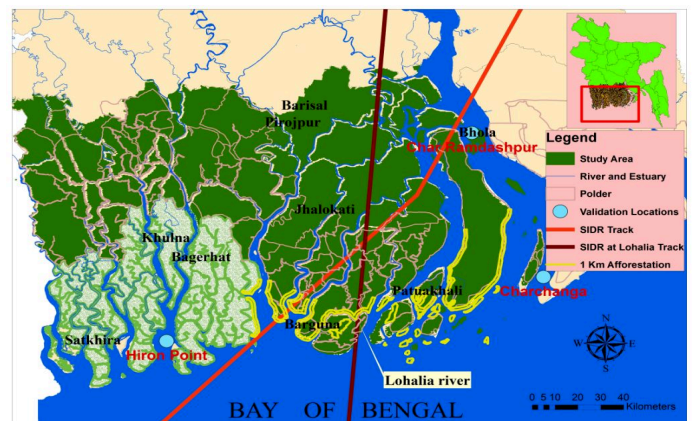 Barisal
Pirojpur
Bhola
Char Ramdashpur
Jhalokati
Khulna
Bagerhat
Patuakhali
Charchanga
Barguna
Satkhira
Hiron Point
Lohalia river
BAY OF BENGAL
Legend
Study Area
River and Estuary
Polder
Validation Locations
SIDR Track
SIDR at Lohalia Track
1 Km Afforestation
N
W
E
S
0 5 10 20 30 40
Kilometers